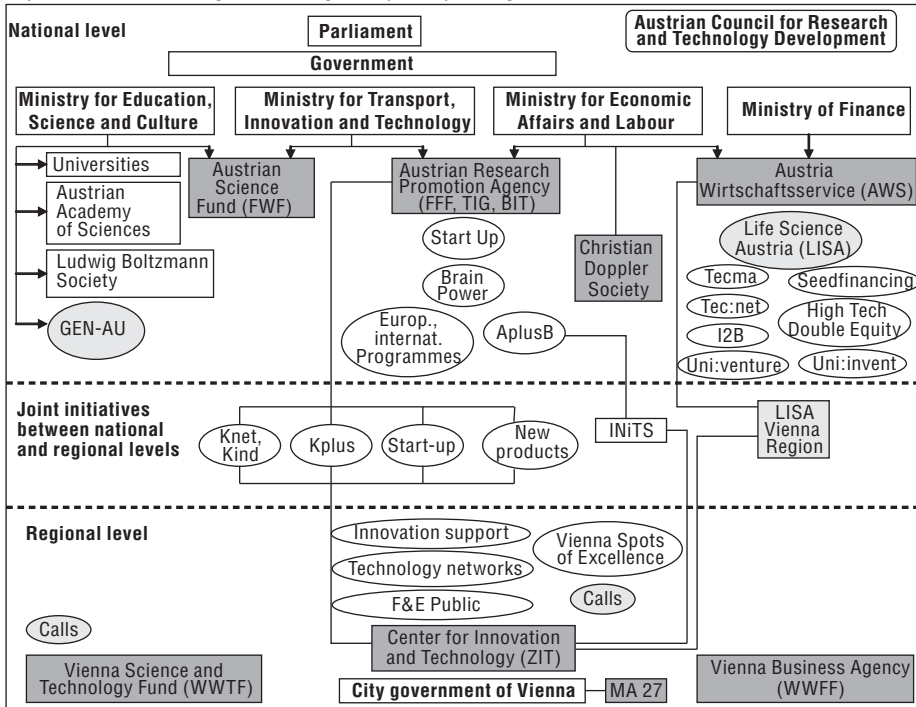 National level
Parliament
Austrian Council for Research
and Technology Development
Government
Ministry for Education,
Science and Culture
Ministry for Transport,
Innovation and Technology
Ministry for Economic
Affairs and Labour
Ministry of Finance
Universities
Austrian
Academy
of Sciences
Ludwig Boltzmann
Society
GEN-AU
Austrian
Science
Fund (FWF)
Austrian Research
Promotion Agency
(FFF, TIG, BIT)
Start Up
Brain
Power
Europ.,
internat.
Programmes
AplusB
Christian
Doppler
Society
Austria
Wirtschaftsservice (AWS)
Life Science
Austria (LISA)
Tecma
Seedfinancing
Tec:net
High Tech
Double Equity
I2B
Uni:venture
Uni:invent
Joint initiatives
between national
and regional levels
Knet,
Kind
Kplus
Start-up
New
products
INiTS
LISA
Vienna
Region
Regional level
Innovation support
Technology networks
F&E Public
Vienna Spots
of Excellence
Calls
Calls
Center for Innovation
and Technology (ZIT)
Vienna Science and
Technology Fund (WWTF)
City government of Vienna
MA 27
Vienna Business Agency
(WWFF)